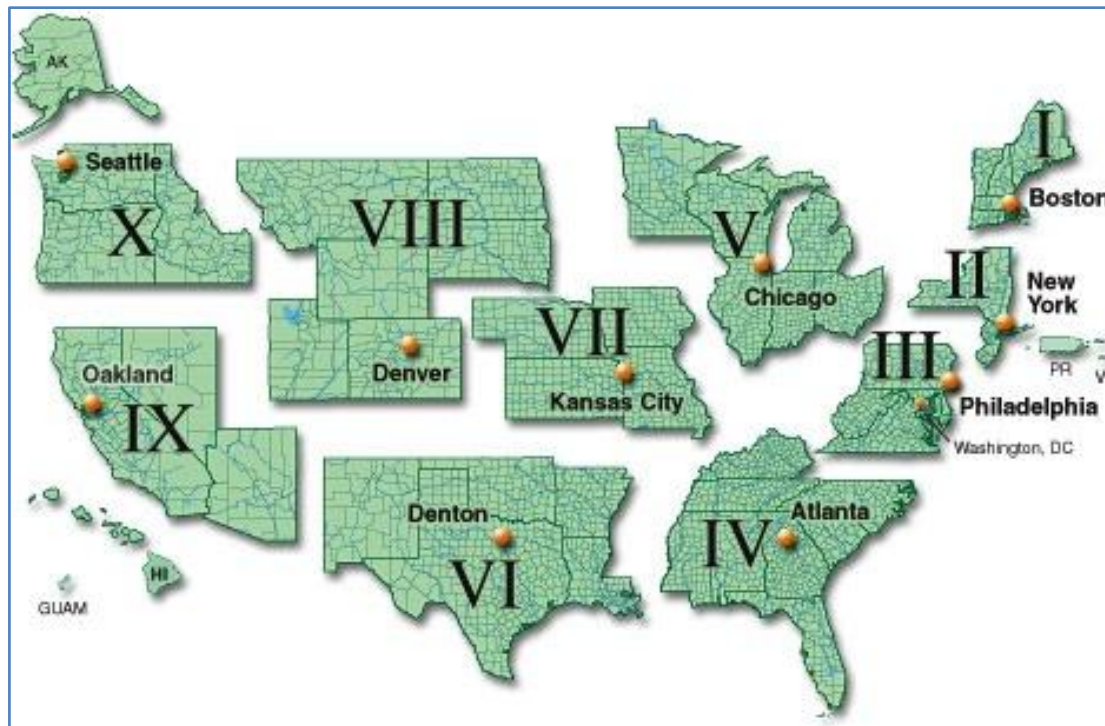 AK
Seattle
X
VIII
V
Chicago
I
Boston
II
New
York
PR
V
III
Philadelphia
Washington, DC
Denver
VII
Kansas City
Oakland
IX
HI
GUAM
Denton
VI
Atlanta
IV